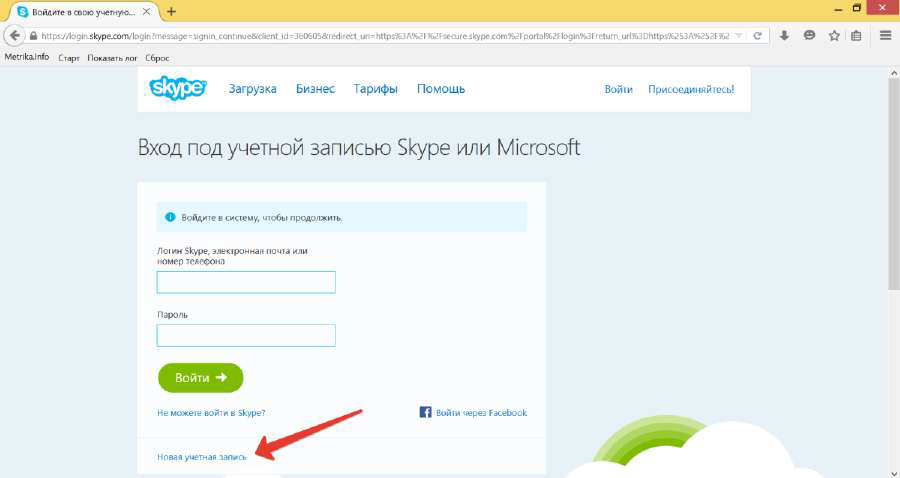 Войдите в свою учетную...
https://login.skype.com/login?message=signin_continue&client_id=360605&redirect_uri=https%3A%2F%2Fsecure.skype.com%2Fportal%2Flogin%3Freturn_url%3Dhttps%253A%252F%2
Metrika.Info Старт Показать лог Сброс
skype Загрузка Бизнес Тарифы Помощь Войти Присоединяйтесь!
Вход под учетной записью Skype или Microsoft
Войдите в систему, чтобы продолжить.
Логин Skype, электронная почта или
номер телефона
Пароль
Войти
Не можете войти в Skype? Войти через Facebook
Новая учетная запись